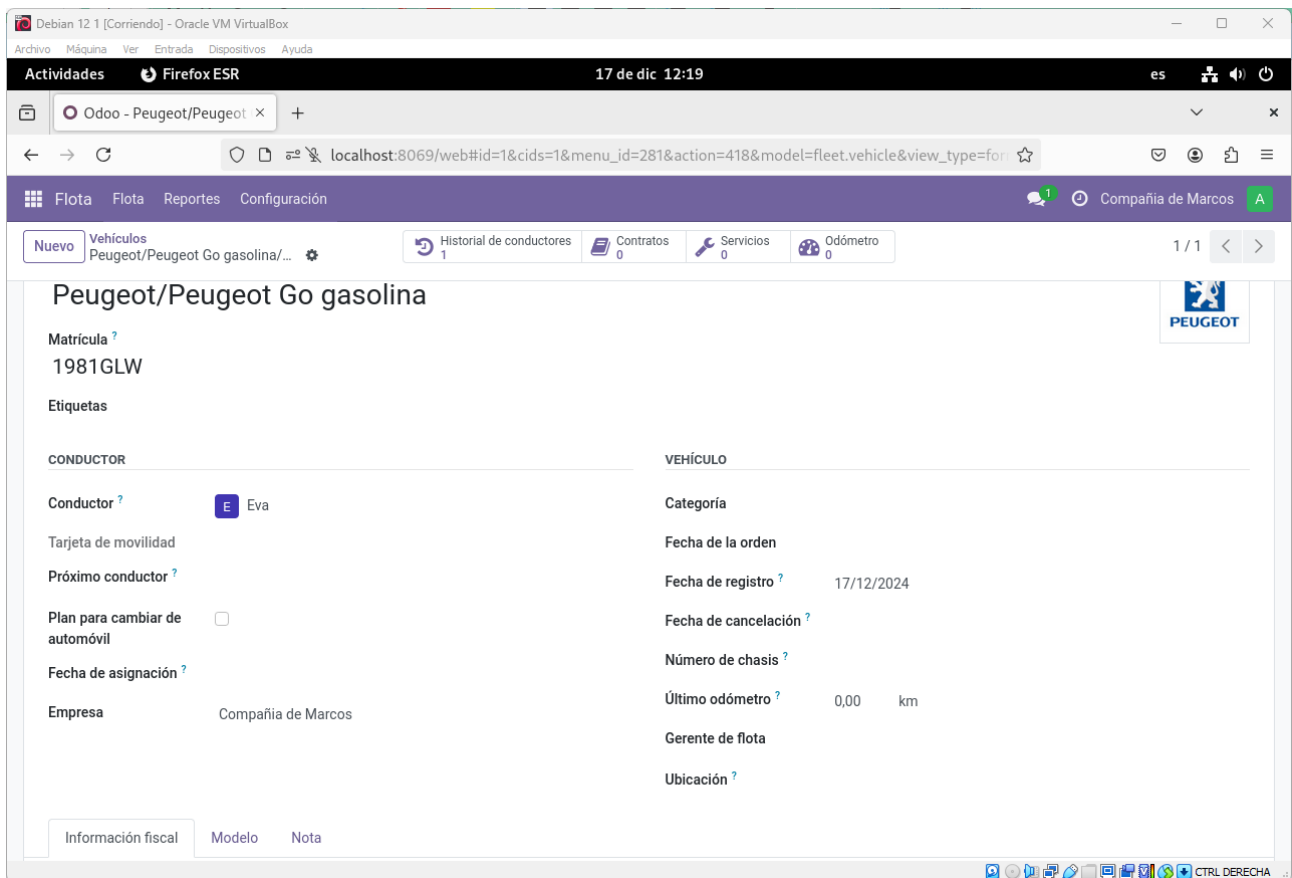 Debian 12 1 [Corriendo] - Oracle VM VirtualBox
Archivo Máquina Ver Entrada Dispositivos Ayuda
Actividades Firefox ESR 17 de dic 12:19 es
Odoo - Peugeot/Peugeot
localhost:8069/web#id=1&cids=1&menu_id=281&action=418&model=fleet.vehicle&view_type=for
Flota Flota Reportes Configuración 1 Compañia de Marcos A
Nuevo Vehículos Historial de conductores Contratos Servicios Odómetro 1 / 1
Peugeot/Peugeot Go gasolina/... 1 0 0 0
Peugeot/Peugeot Go gasolina
PEUGEOT
Matrícula ?
1981GLW
Etiquetas
CONDUCTOR VEHÍCULO
Conductor ? E Eva Categoría
Tarjeta de movilidad Fecha de la orden
Próximo conductor ? Fecha de registro ? 17/12/2024
Plan para cambiar de Fecha de cancelación ?
automóvil
Número de chasis ?
Fecha de asignación ? Último odómetro ? 0,00 km
Empresa Compañia de Marcos
Gerente de flota
Ubicación ?
Información fiscal Modelo Nota
CTRL DERECHA